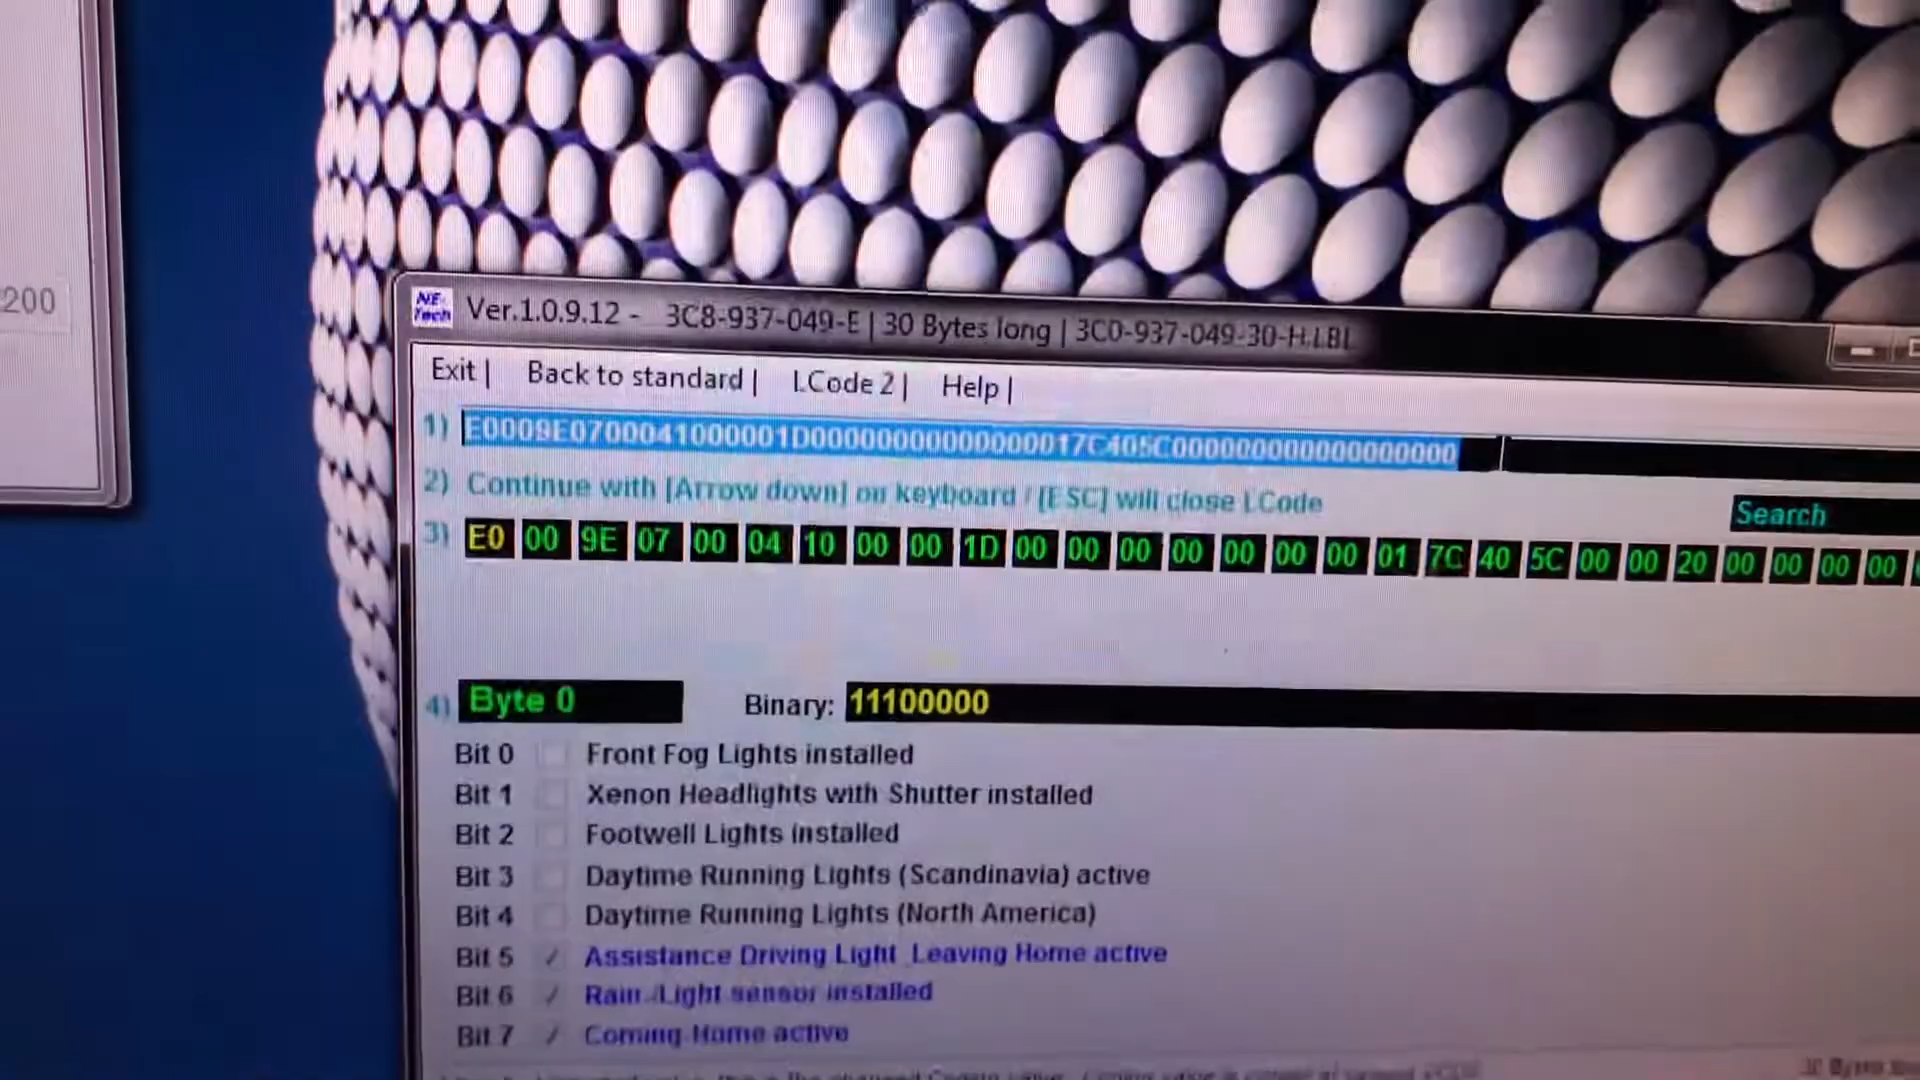 200
NE-Tech Ver.1.0.9.12 - 3C8-937-049-E | 30 Bytes long | 3C0-937-049-30-H.LBL
Exit | Back to standard | LCode 2 | Help |
1) E0009E0700041000001D00000000000000017C405C000000000000000000
2) Continue with [Arrow down] on keyboard / [ESC] will close LCode
Search
3) E0 00 9E 07 00 04 10 00 00 1D 00 00 00 00 00 00 00 01 7C 40 5C 00 00 20 00 00 00 00
4) Byte 0 Binary: 11100000
Bit 0 Front Fog Lights installed
Bit 1 Xenon Headlights with Shutter installed
Bit 2 Footwell Lights installed
Bit 3 Daytime Running Lights (Scandinavia) active
Bit 4 Daytime Running Lights (North America)
Bit 5 Assistance Driving Light_Leaving Home active
Bit 6 Rain-/Light sensor installed
Bit 7 Coming Home active
30 Bytes